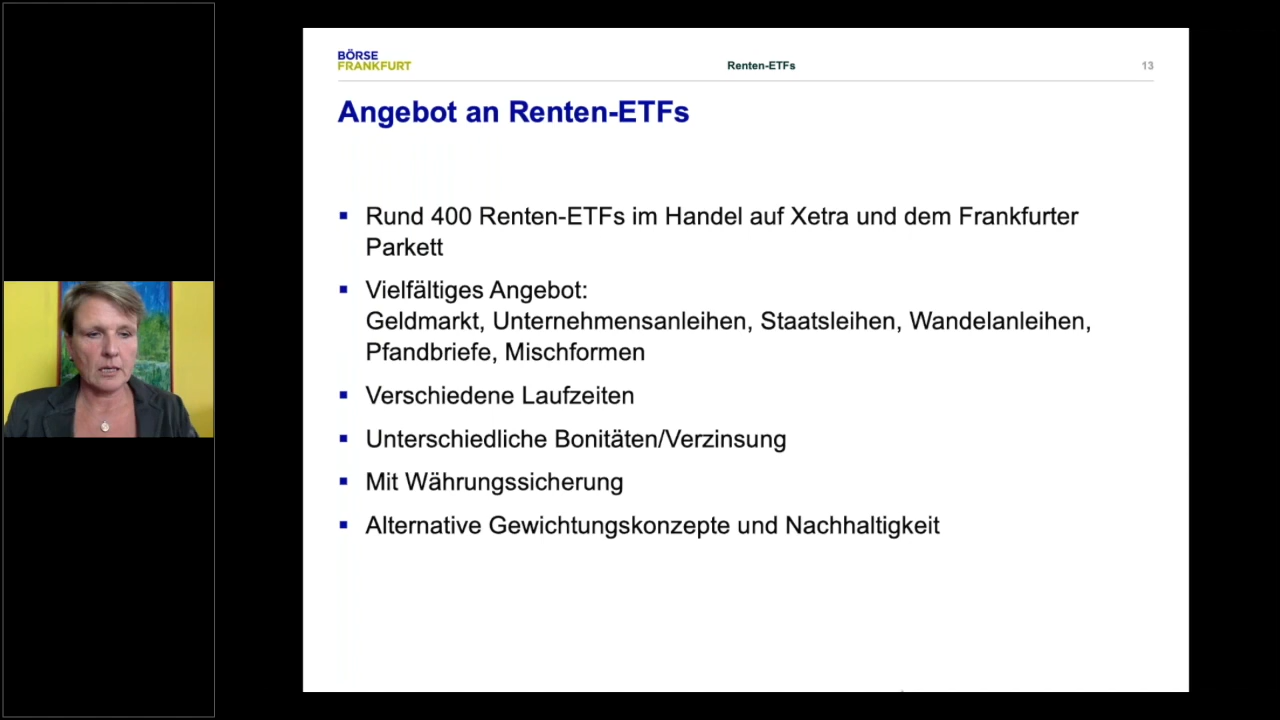 BÖRSE
FRANKFURT
Renten-ETFs
13
Angebot an Renten-ETFs
▪ Rund 400 Renten-ETFs im Handel auf Xetra und dem Frankfurter
Parkett
▪ Vielfältiges Angebot:
Geldmarkt, Unternehmensanleihen, Staatsleihen, Wandelanleihen,
Pfandbriefe, Mischformen
▪ Verschiedene Laufzeiten
▪ Unterschiedliche Bonitäten/Verzinsung
▪ Mit Währungssicherung
▪ Alternative Gewichtungskonzepte und Nachhaltigkeit